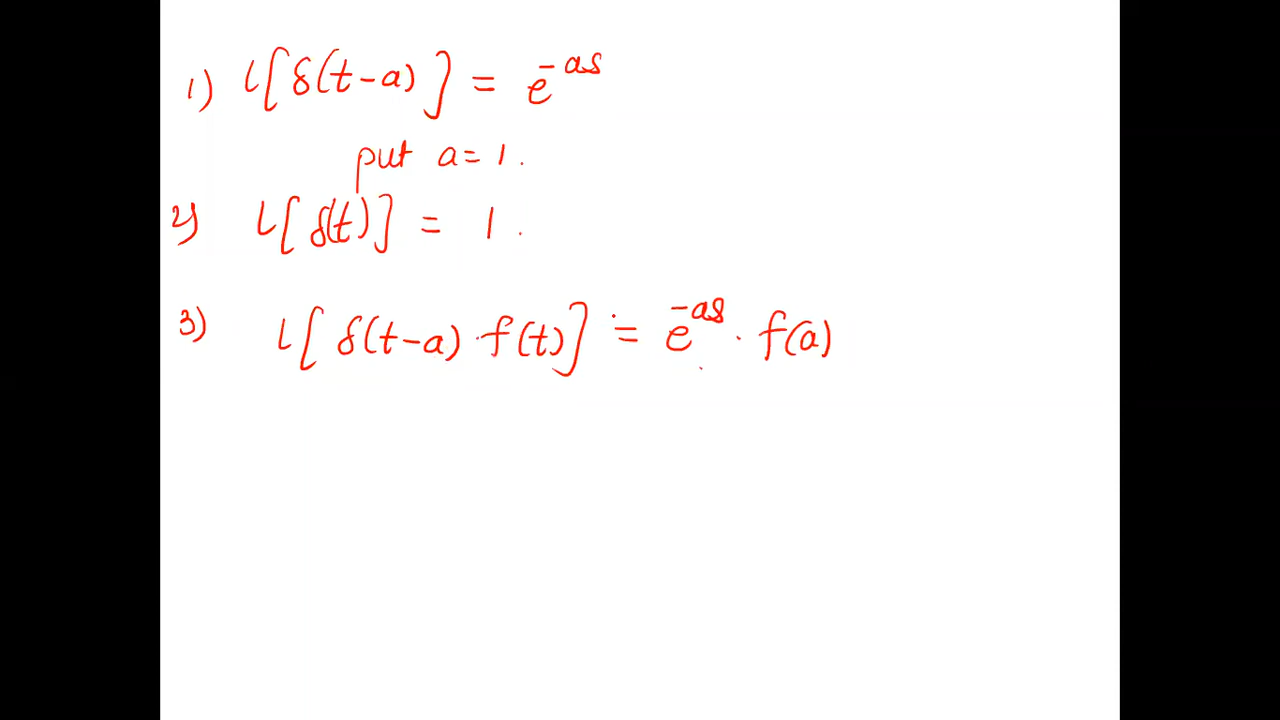 1) L[δ(t-a)] = e^{-as}
put a=1.
2) L[δ(t)] = 1.
3) L[δ(t-a)·f(t)] = e^{-as}·f(a)